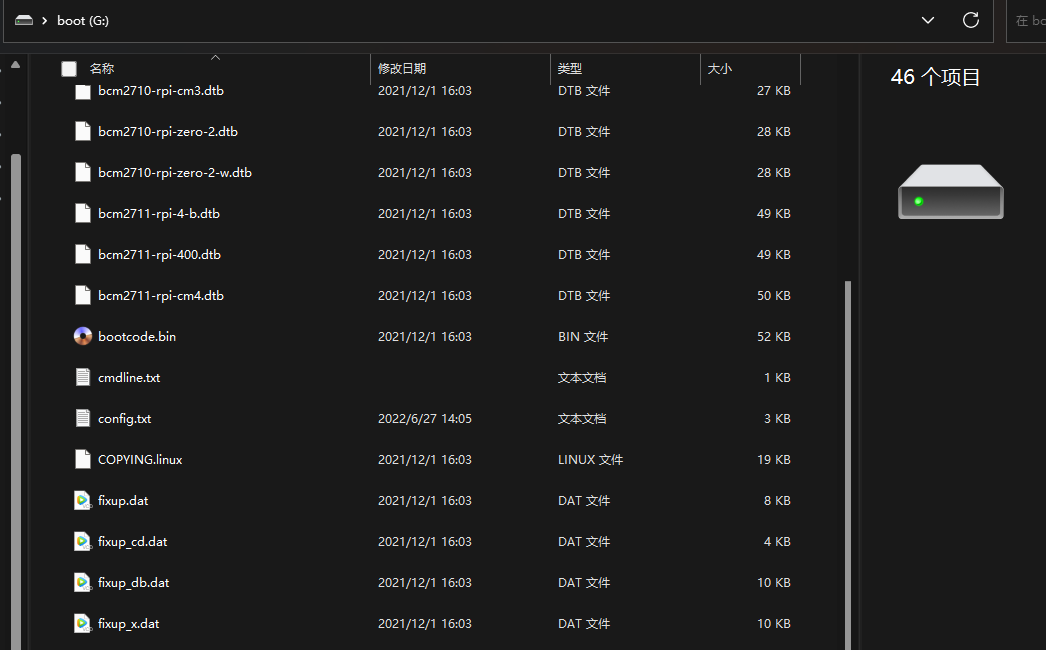 boot (G:)
在 bo
名称 修改日期 类型 大小
46 个项目
bcm2710-rpi-cm3.dtb 2021/12/1 16:03 DTB 文件 27 KB
bcm2710-rpi-zero-2.dtb 2021/12/1 16:03 DTB 文件 28 KB
bcm2710-rpi-zero-2-w.dtb 2021/12/1 16:03 DTB 文件 28 KB
bcm2711-rpi-4-b.dtb 2021/12/1 16:03 DTB 文件 49 KB
bcm2711-rpi-400.dtb 2021/12/1 16:03 DTB 文件 49 KB
bcm2711-rpi-cm4.dtb 2021/12/1 16:03 DTB 文件 50 KB
bootcode.bin 2021/12/1 16:03 BIN 文件 52 KB
cmdline.txt 文本文档 1 KB
config.txt 2022/6/27 14:05 文本文档 3 KB
COPYING.linux 2021/12/1 16:03 LINUX 文件 19 KB
fixup.dat 2021/12/1 16:03 DAT 文件 8 KB
fixup_cd.dat 2021/12/1 16:03 DAT 文件 4 KB
fixup_db.dat 2021/12/1 16:03 DAT 文件 10 KB
fixup_x.dat 2021/12/1 16:03 DAT 文件 10 KB